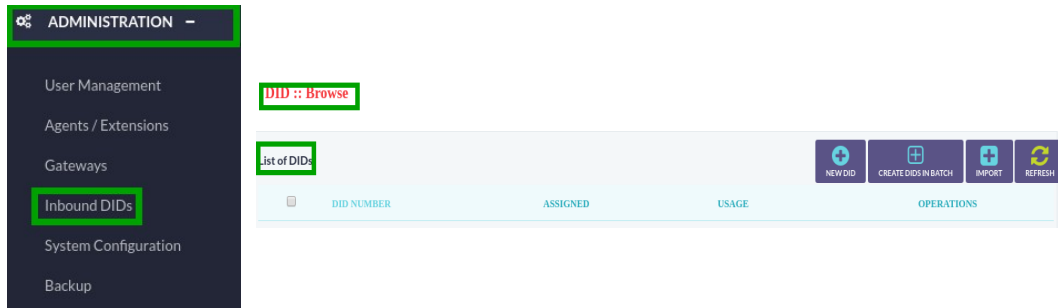 ADMINISTRATION –
User Management
Agents / Extensions
Gateways
Inbound DIDs
System Configuration
Backup
DID :: Browse
List of DIDs
NEW DID
CREATE DIDS IN BATCH
IMPORT
REFRESH
DID NUMBER ASSIGNED USAGE OPERATIONS